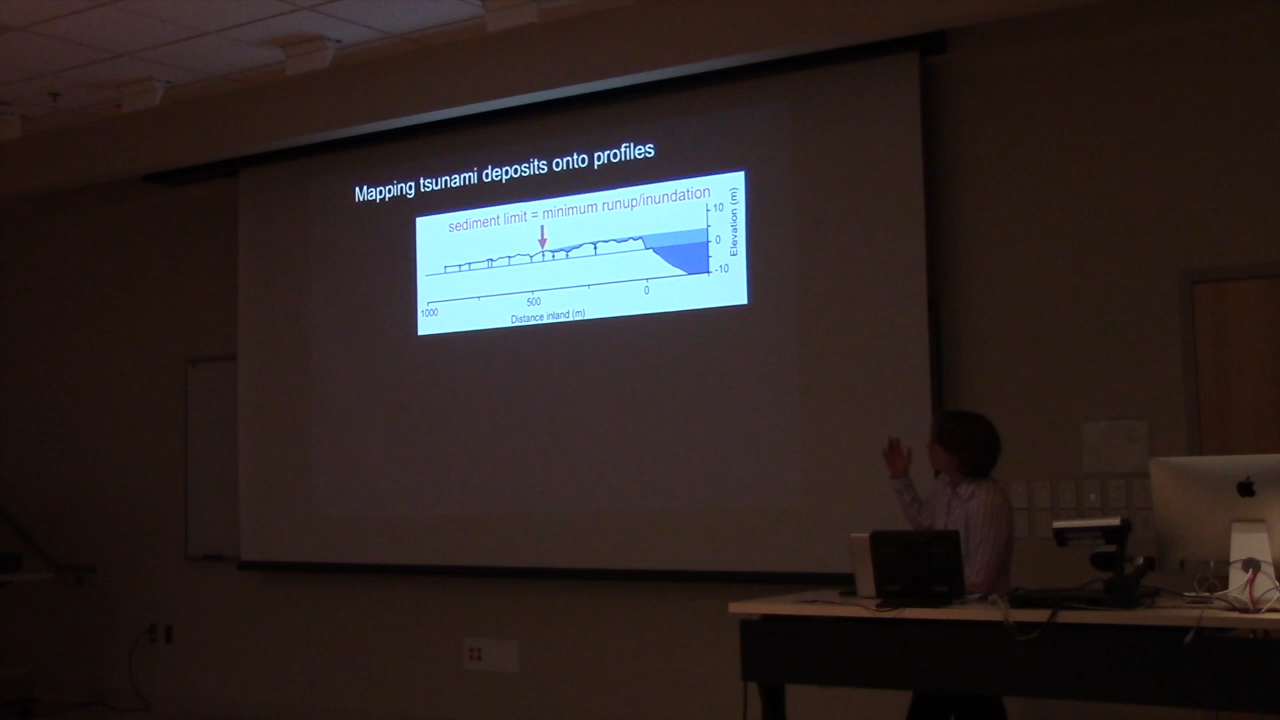 Mapping tsunami deposits onto profiles
sediment limit = minimum runup/inundation
10
0
-10
Elevation (m)
1000
500
0
Distance inland (m)